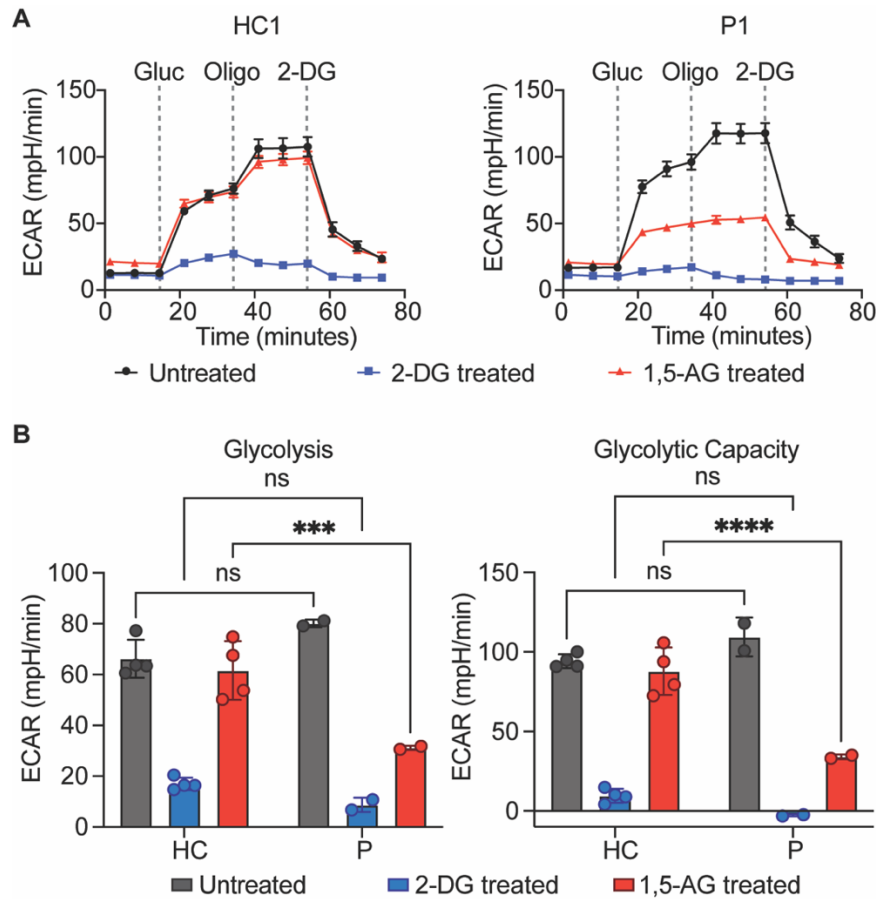 A
HC1
P1
Gluc Oligo 2-DG
Gluc Oligo 2-DG
ECAR (mpH/min)
150
100
50
0
0 20 40 60 80
Time (minutes)
ECAR (mpH/min)
150
100
50
0
0 20 40 60 80
Time (minutes)
Untreated 2-DG treated 1,5-AG treated
B
Glycolysis
ns
***
ns
ECAR (mpH/min)
100
80
60
40
20
0
HC P
Glycolytic Capacity
ns
****
ns
ECAR (mpH/min)
150
100
50
0
HC P
Untreated 2-DG treated 1,5-AG treated